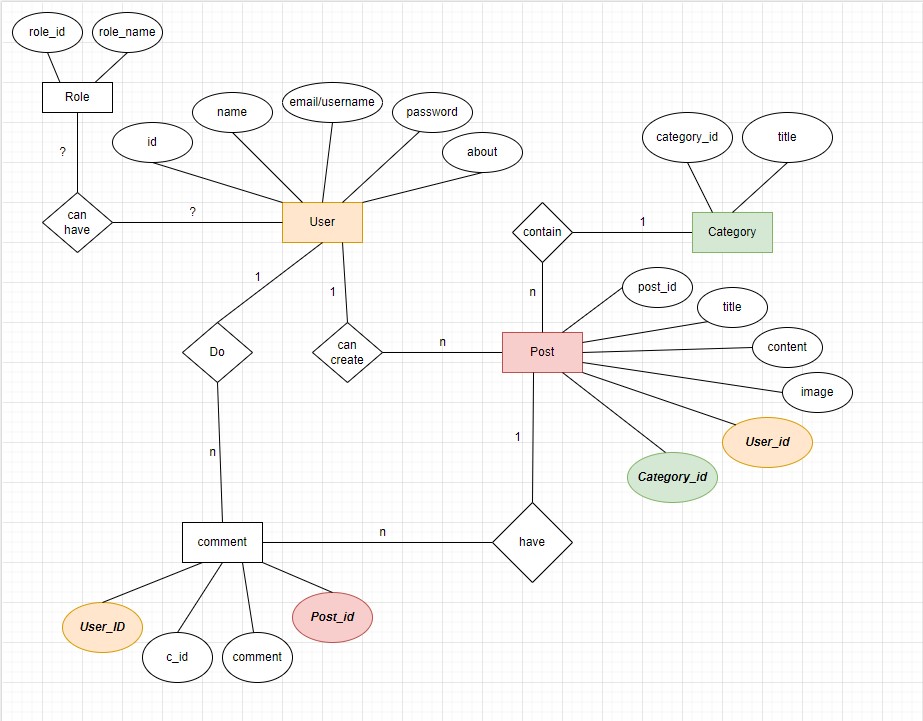 role_id
role_name
Role
?
can
have
?
id
name
email/username
password
about
User
category_id
title
Category
1
contain
n
1
1
Do
can
create
n
Post
post_id
title
content
image
User_id
Category_id
1
n
n
have
comment
User_ID
c_id
comment
Post_id